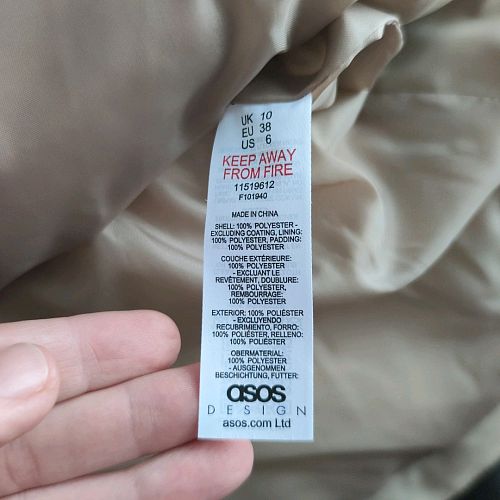 UK 10
EU 38
US 6
KEEP AWAY
FROM FIRE
11519612
F101940
MADE IN CHINA
SHELL: 100% POLYESTER -
EXCLUDING COATING, LINING:
100% POLYESTER, PADDING:
100% POLYESTER
COUCHE EXTÉRIEURE:
100% POLYESTER
- EXCLUANT LE
REVÊTEMENT, DOUBLURE:
100% POLYESTER,
REMBOURRAGE:
100% POLYESTER
EXTERIOR: 100% POLIÉSTER
- EXCLUYENDO
RECUBRIMIENTO, FORRO:
100% POLIÉSTER, RELLENO:
100% POLIÉSTER
OBERMATERIAL:
100% POLYESTER
- AUSGENOMMEN
BESCHICHTUNG, FUTTER:
asos
DESIGN
asos.com Ltd